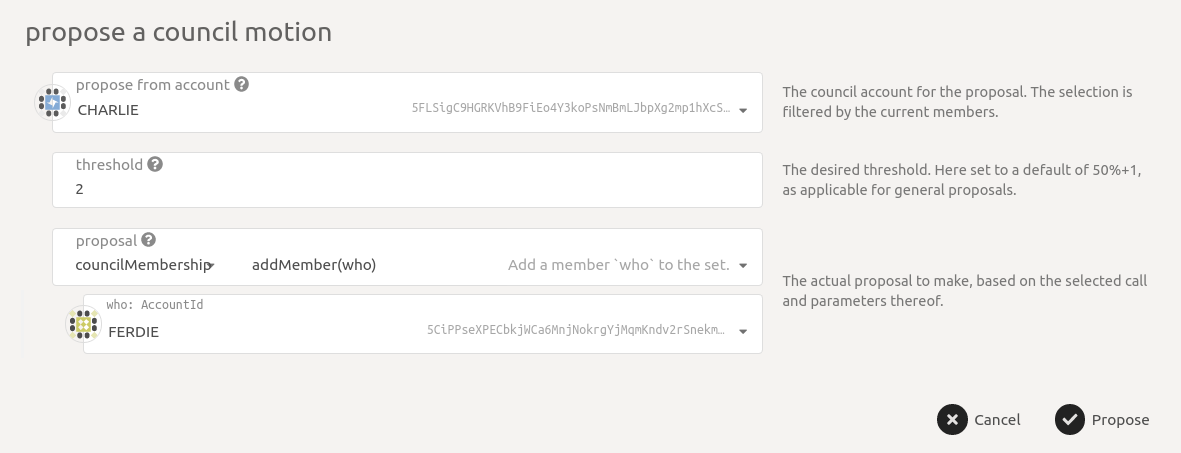 propose a council motion
propose from account
CHARLIE 5FLSigC9HGRKVhB9FiEo4Y3koPsNmBmLJbpXg2mp1hXcS…
The council account for the proposal. The selection is
filtered by the current members.
threshold
2
The desired threshold. Here set to a default of 50%+1,
as applicable for general proposals.
proposal
councilMembership addMember(who) Add a member `who` to the set.
The actual proposal to make, based on the selected call
and parameters thereof.
who: AccountId
FERDIE 5CiPPseXPECbkjWCa6MnjNokrgYjMqmKndv2rSnekm…
Cancel Propose